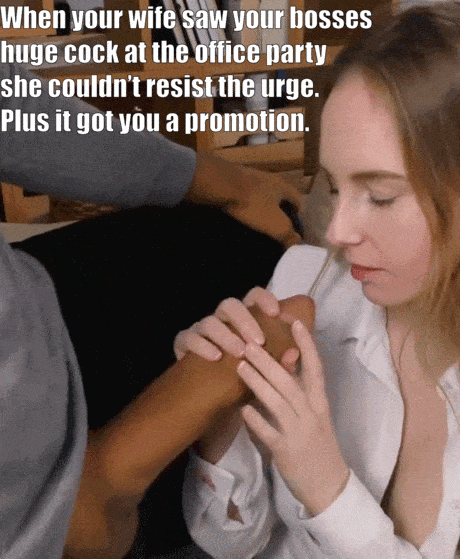 When your wife saw your bosses
huge cock at the office party
she couldn't resist the urge.
Plus it got you a promotion.